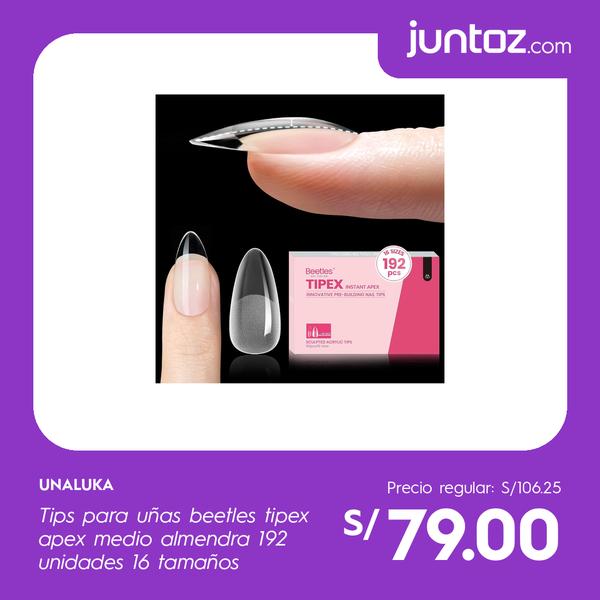 juntoz.com
16 SIZES
192
pcs
Beetles
TIPEX INSTANT APEX
INNOVATIVE PRE-BUILDING NAIL TIPS
SCULPTED ACRYLIC TIPS
UNALUKA
Tips para uñas beetles tipex
apex medio almendra 192
unidades 16 tamaños
Precio regular: S/106.25
S/79.00